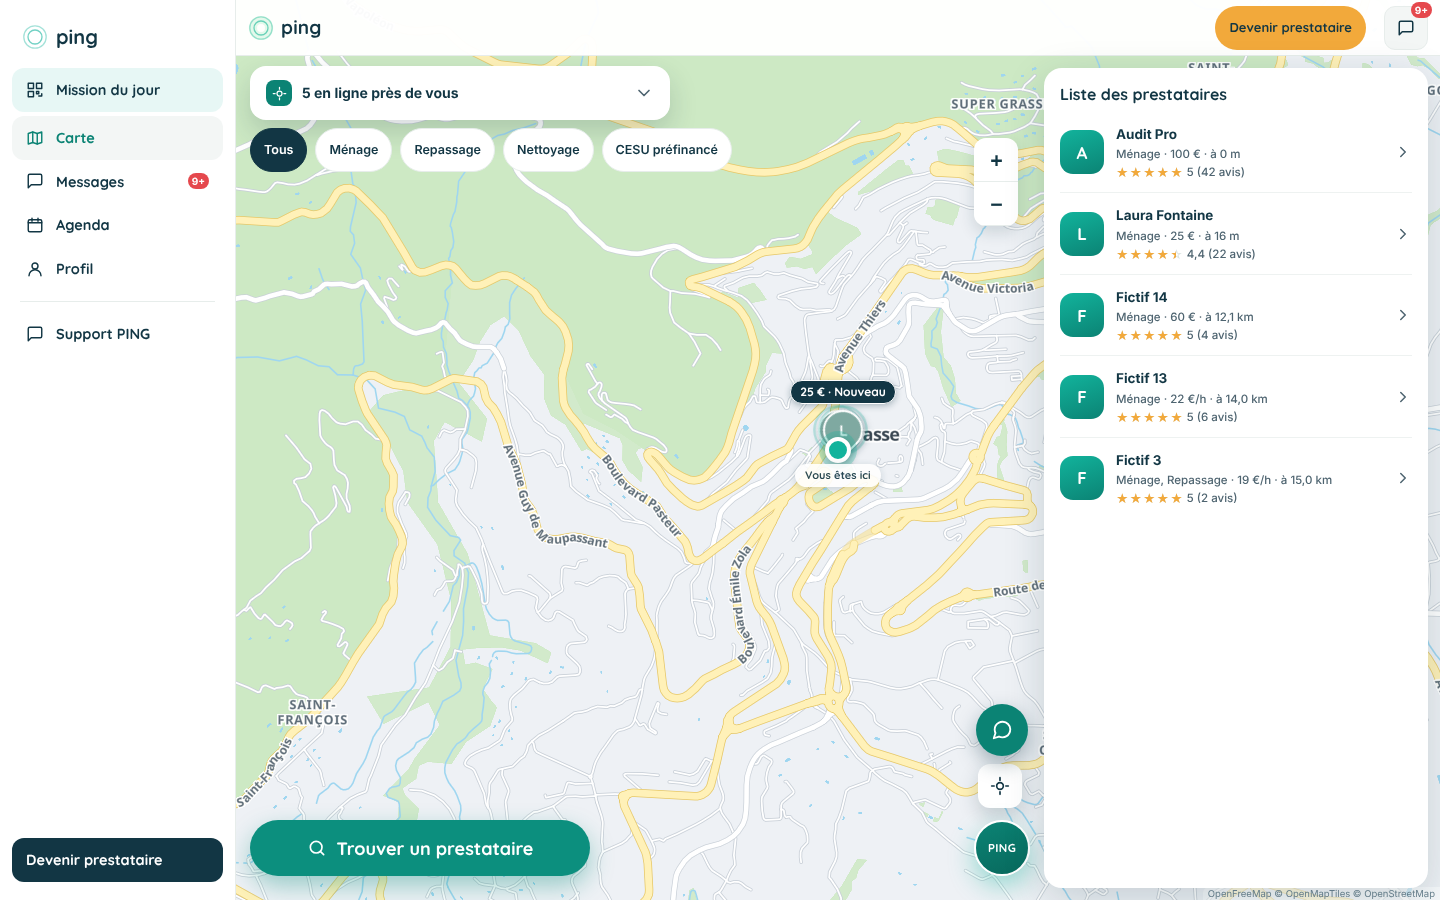 ping
Mission du jour
Carte
Messages
9+
Agenda
Profil
Support PING
Devenir prestataire
ping
Devenir prestataire
9+
5 en ligne près de vous
Tous
Ménage
Repassage
Nettoyage
CESU préfinancé
SUPER GRASS
+
−
Avenue Victoria
Avenue Thiers
25 € · Nouveau
L
asse
Vous êtes ici
Avenue Guy de Maupassant
Boulevard Pasteur
Boulevard Émile Zola
Route de
SAINT-
FRANÇOIS
Saint-François
Trouver un prestataire
PING
SAINT-
Liste des prestataires
A
Audit Pro
Ménage · 100 € · à 0 m
★★★★★ 5 (42 avis)
L
Laura Fontaine
Ménage · 25 € · à 16 m
★★★★★ 4,4 (22 avis)
F
Fictif 14
Ménage · 60 € · à 12,1 km
★★★★★ 5 (4 avis)
F
Fictif 13
Ménage · 22 €/h · à 14,0 km
★★★★★ 5 (6 avis)
F
Fictif 3
Ménage, Repassage · 19 €/h · à 15,0 km
★★★★★ 5 (2 avis)
OpenFreeMap © OpenMapTiles © OpenStreetMap